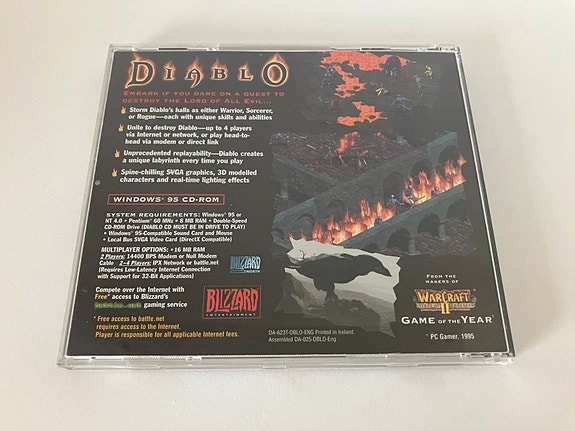 DIABLO
EMBARK IF YOU DARE ON A QUEST TO
DESTROY THE LORD OF ALL EVIL...
Storm Diablo's halls as either Warrior, Sorcerer,
or Rogue—each with unique skills and abilities
Unite to destroy Diablo—up to 4 players
via Internet or network, or play head-to-
head via modem or direct link
Unprecedented replayability—Diablo creates
a unique labyrinth every time you play
Spine-chilling SVGA graphics, 3D modelled
characters and real-time lighting effects
WINDOWS® 95 CD-ROM
SYSTEM REQUIREMENTS: Windows® 95 or
NT 4.0 • Pentium® 60 MHz • 8 MB RAM • Double-Speed
CD-ROM Drive (DIABLO CD MUST BE IN DRIVE TO PLAY)
• Windows® 95-Compatible Sound Card and Mouse
• Local Bus SVGA Video Card (DirectX Compatible)
MULTIPLAYER OPTIONS: •16 MB RAM
2 Players: 14400 BPS Modem or Null Modem
Cable 2-4 Players: IPX Network or battle.net
(Requires Low-Latency Internet Connection
with Support for 32-Bit Applications)
BLIZZARD
NORTH
Compete over the Internet with
Free* access to Blizzard's
battle.net gaming service
* Free access to battle.net
requires access to the Internet.
Player is responsible for all applicable Internet fees.
BLIZZARD
ENTERTAINMENT
DA-623T-DBLO-ENG Printed in Ireland.
Assembled DA-025-DBLO-Eng
FROM THE
MAKERS OF
WARCRAFT
II
GAME OF THE YEAR*
* PC Gamer, 1995